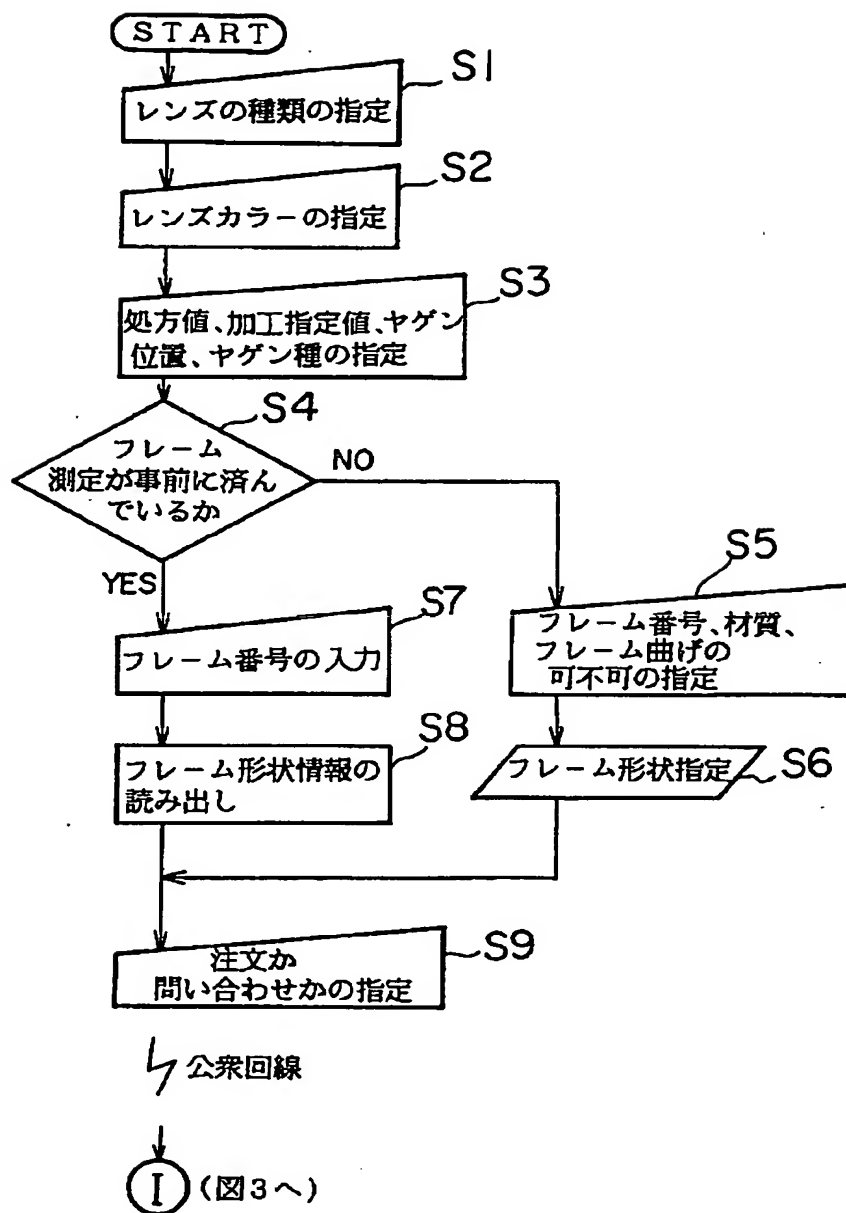 START
S1
レンズの種類の指定
S2
レンズカラーの指定
S3
処方値、加工指定値、ヤゲン
位置、ヤゲン種の指定
S4
フレーム
測定が事前に済ん
でいるか
NO
YES
S5
フレーム番号、材質、
フレーム曲げの
可不可の指定
S7
フレーム番号の入力
S6
フレーム形状指定
S8
フレーム形状情報の
読み出し
S9
注文か
問い合わせかの指定
公衆回線
I (図3へ)